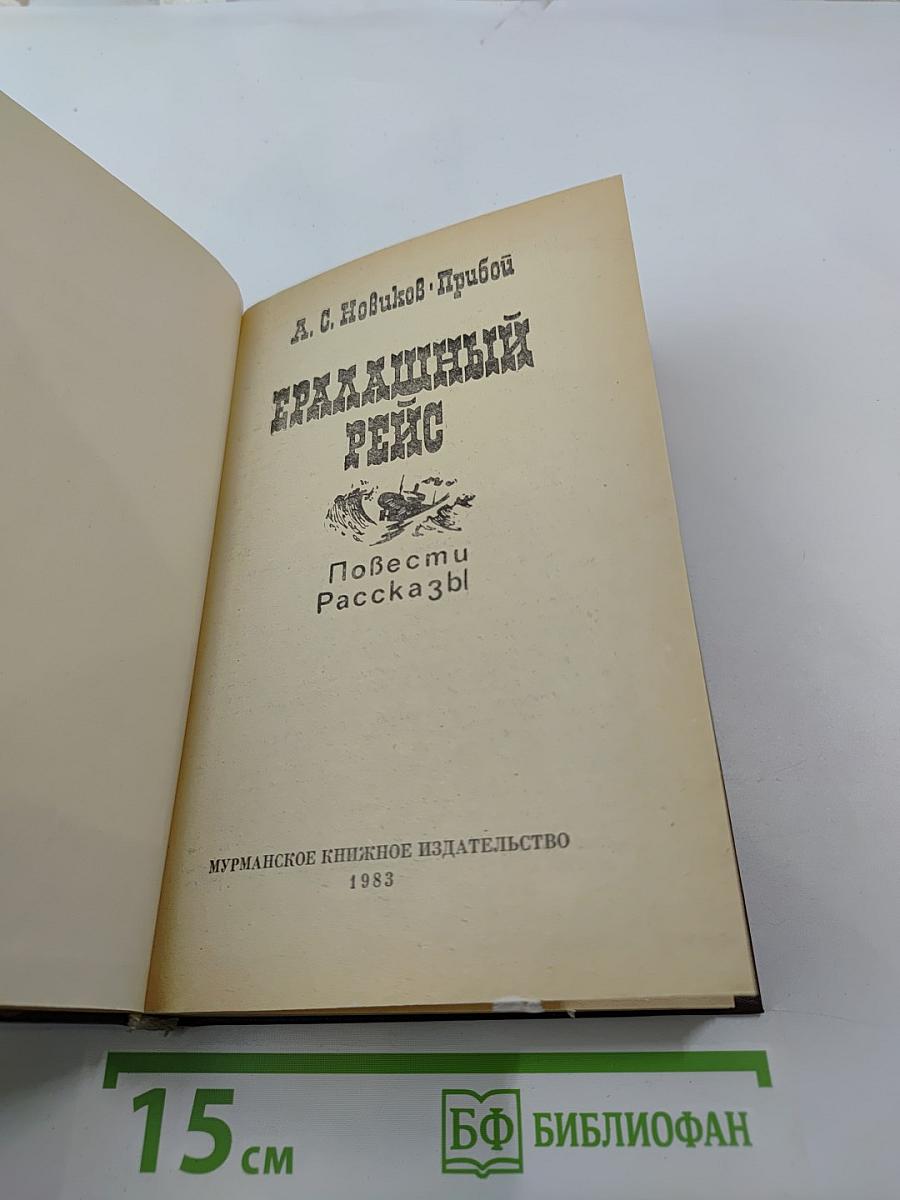 А. С. Новиков-Прибой
ЕРАЛАШНЫЙ
РЕЙС
Повести
Рассказы
МУРМАНСКОЕ КНИЖНОЕ ИЗДАТЕЛЬСТВО
1983
15 см
БФ БИБЛИОФАН